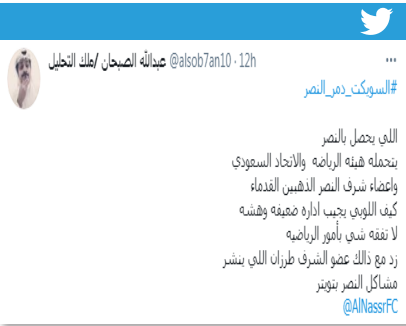 عبدالله الصبحان /ملك التحليل @alsob7an10 · 12h
#السويكت_دمر_النصر
اللي يحصل بالنصر
يتحمله هيئه الرياضه والاتحاد السعودي
واعضاء شرف النصر الذهبين القدماء
كيف اللوبي يجيب اداره ضعيفه وهشه
لا تفقه شي بأمور الرياضيه
زد مع ذالك عضو الشرف طرزان اللي ينشر
مشاكل النصر بتويتر
@AlNassrFC